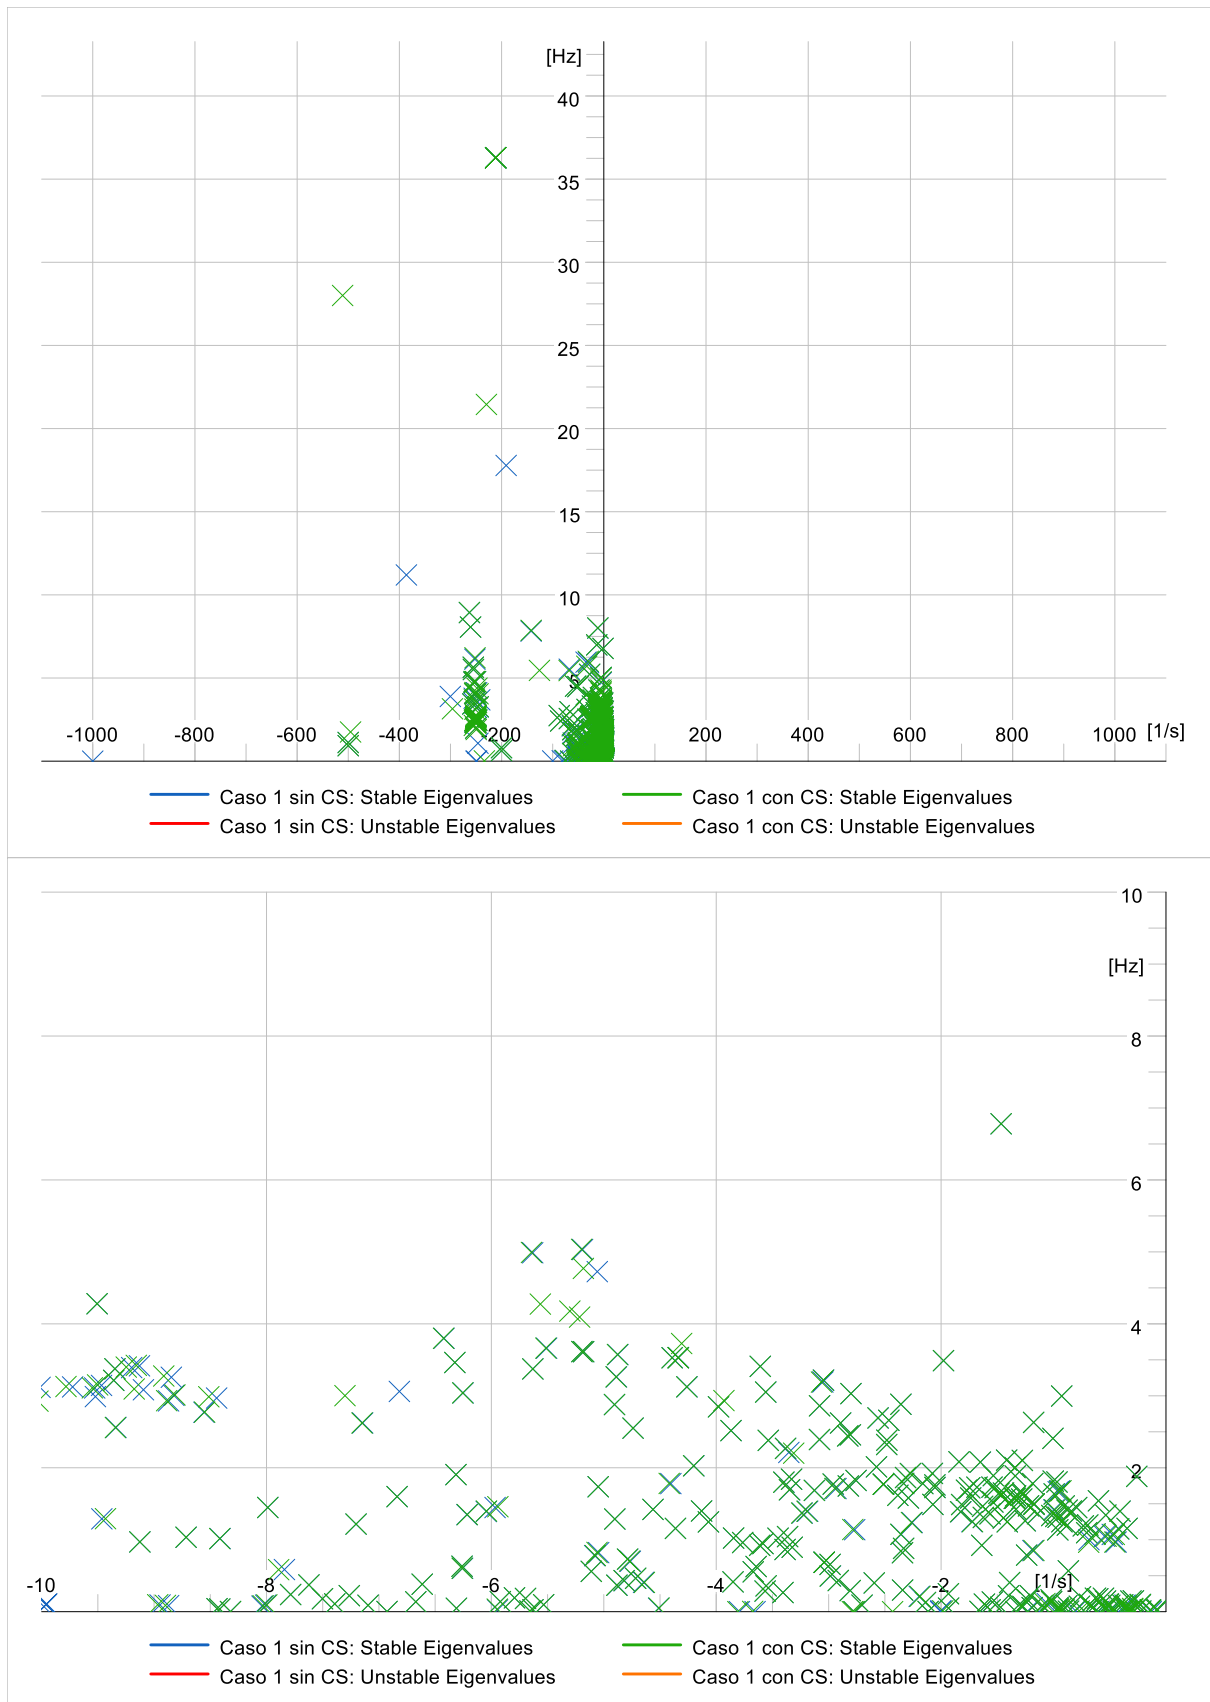 [Hz]
40
35
30
25
20
15
10
5
-1000
-800
-600
-400
-200
200
400
600
800
1000
[1/s]
Caso 1 sin CS: Stable Eigenvalues
Caso 1 con CS: Stable Eigenvalues
Caso 1 sin CS: Unstable Eigenvalues
Caso 1 con CS: Unstable Eigenvalues
10
[Hz]
8
6
4
2
-10
-8
-6
-4
-2
[1/s]
Caso 1 sin CS: Stable Eigenvalues
Caso 1 con CS: Stable Eigenvalues
Caso 1 sin CS: Unstable Eigenvalues
Caso 1 con CS: Unstable Eigenvalues